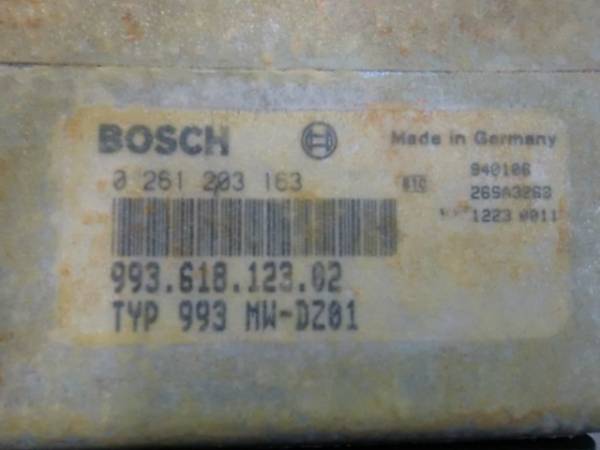 BOSCH
Made in Germany
0 261 203 163
940106
993.618.123.02
TYP 993 MW-DZ01
1223 0011